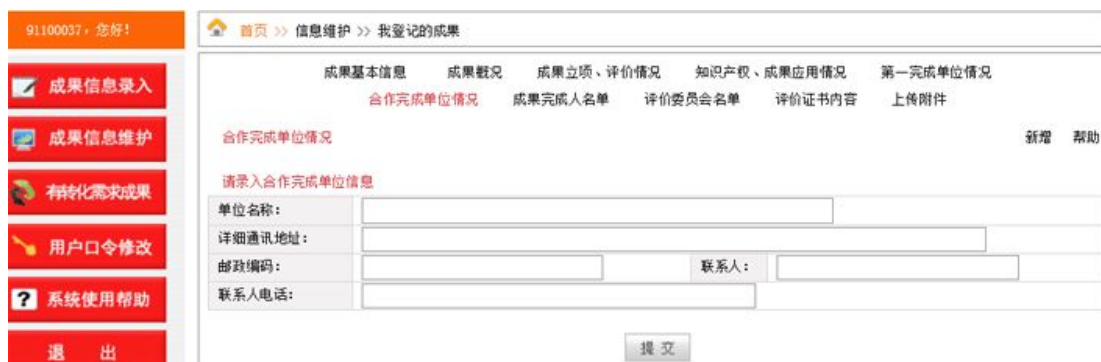 91100037，您好！
首页 >> 信息维护 >> 我登记的成果
成果信息录入
成果信息维护
有转化需求成果
用户口令修改
系统使用帮助
退 出
成果基本信息 成果概况 成果立项、评价情况 知识产权、成果应用情况 第一完成单位情况
合作完成单位情况 成果完成人名单 评价委员会名单 评价证书内容 上传附件
合作完成单位情况 新增 帮助
请录入合作完成单位信息
单位名称：
详细通讯地址：
邮政编码： 联系人：
联系人电话：
提 交